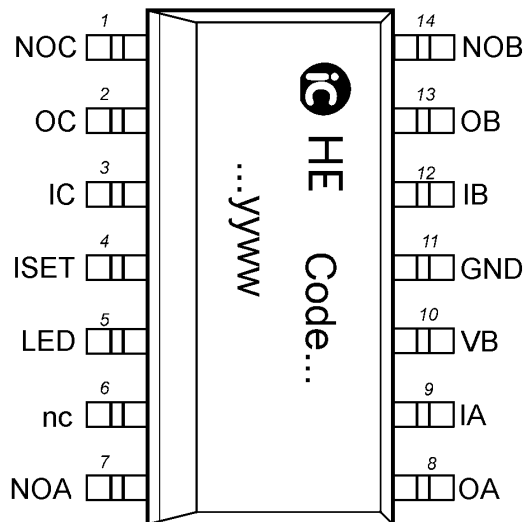 1
NOC
2
OC
3
IC
4
ISET
5
LED
6
nc
7
NOA
14
NOB
13
OB
12
IB
11
GND
10
VB
9
IA
8
OA
iC HE
Code...
...yyww